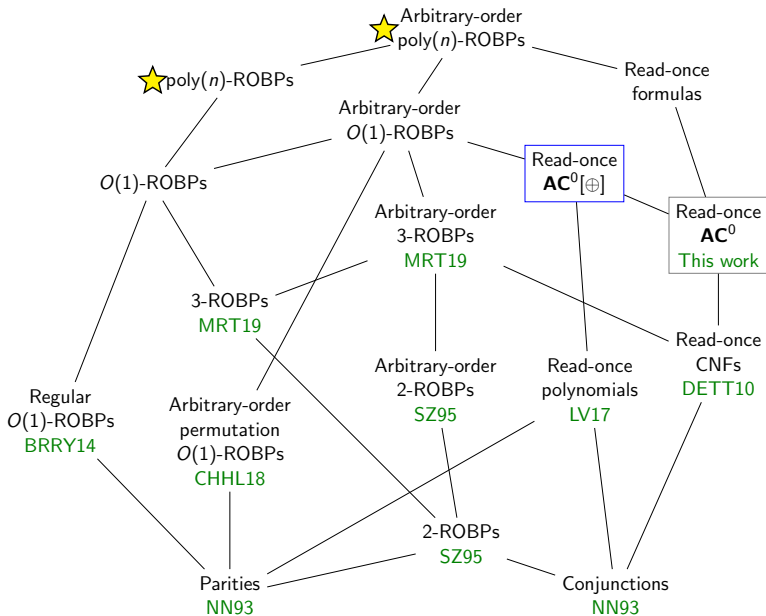 Arbitrary-order
poly(n)-ROBPs
poly(n)-ROBPs
Read-once
formulas
Arbitrary-order
O(1)-ROBPs
O(1)-ROBPs
Read-once
AC⁰[⊕]
Arbitrary-order
3-ROBPs
MRT19
Read-once
AC⁰
This work
3-ROBPs
MRT19
Read-once
CNFs
DETT10
Arbitrary-order
2-ROBPs
SZ95
Read-once
polynomials
LV17
Regular
O(1)-ROBPs
BRRY14
Arbitrary-order
permutation
O(1)-ROBPs
CHHL18
2-ROBPs
SZ95
Parities
NN93
Conjunctions
NN93